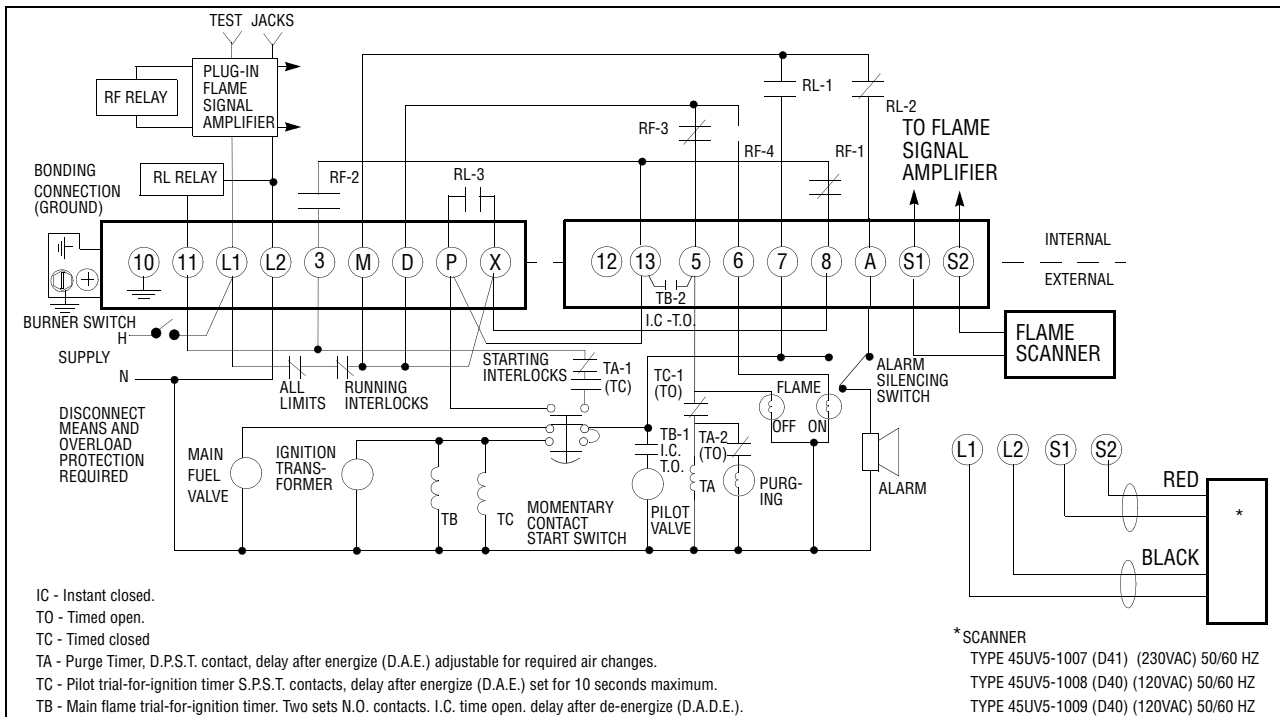 TEST JACKS
PLUG-IN
FLAME
SIGNAL
AMPLIFIER
RF RELAY
RL RELAY
BONDING
CONNECTION
(GROUND)
RF-2
RL-3
RF-3
RF-4
RL-1
RF-1
RL-2
TO FLAME
SIGNAL
AMPLIFIER
10 11 L1 L2 3 M D P X
12 13 5 6 7 8 A S1 S2
TB-2
I.C -T.O.
INTERNAL
EXTERNAL
BURNER SWITCH
H
SUPPLY
N
ALL
LIMITS
RUNNING
INTERLOCKS
STARTING
INTERLOCKS
TA-1
(TC)
TC-1
(TO)
FLAME
OFF ON
ALARM
SILENCING
SWITCH
FLAME
SCANNER
DISCONNECT
MEANS AND
OVERLOAD
PROTECTION
REQUIRED
MAIN
FUEL
VALVE
IGNITION
TRANS-
FORMER
TB
TC
MOMENTARY
CONTACT
START SWITCH
TB-1
I.C.
T.O.
PILOT
VALVE
TA-2
(TO)
TA
PURG-
ING
ALARM
L1 L2 S1 S2
RED
*
BLACK
IC - Instant closed.
TO - Timed open.
TC - Timed closed
TA - Purge Timer, D.P.S.T. contact, delay after energize (D.A.E.) adjustable for required air changes.
TC - Pilot trial-for-ignition timer S.P.S.T. contacts, delay after energize (D.A.E.) set for 10 seconds maximum.
TB - Main flame trial-for-ignition timer. Two sets N.O. contacts. I.C. time open. delay after de-energize (D.A.D.E.).
* SCANNER
TYPE 45UV5-1007 (D41) (230VAC) 50/60 HZ
TYPE 45UV5-1008 (D40) (120VAC) 50/60 HZ
TYPE 45UV5-1009 (D40) (120VAC) 50/60 HZ